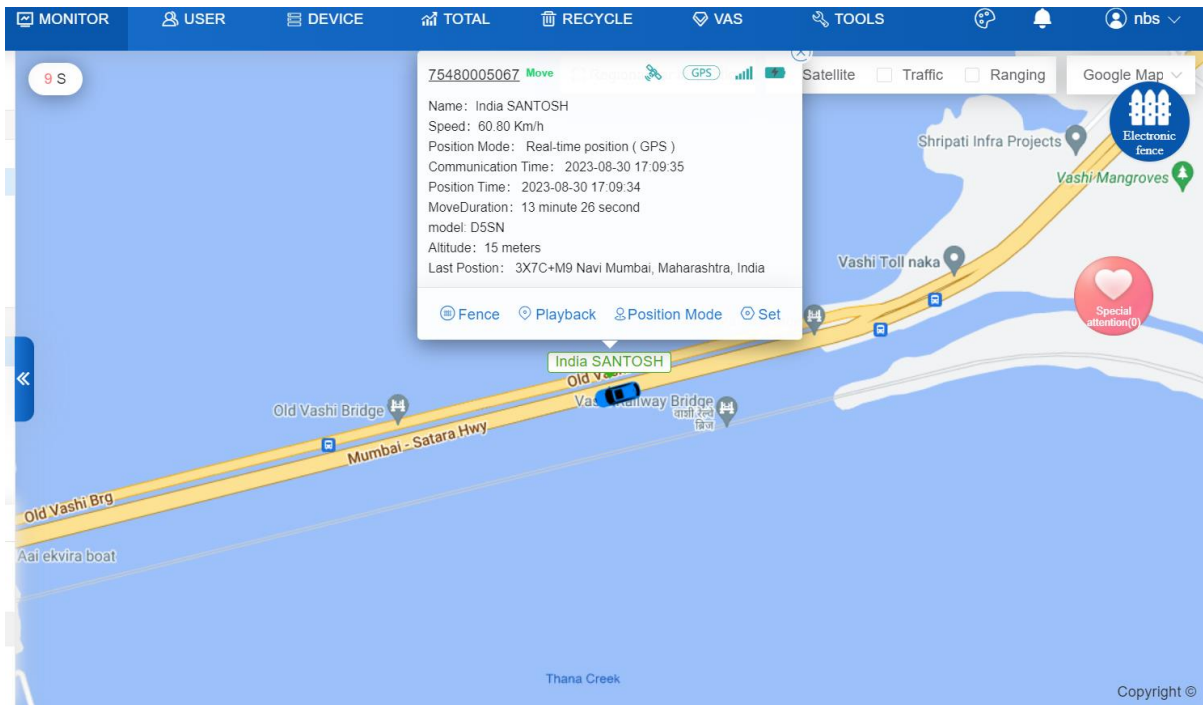 MONITOR USER DEVICE TOTAL RECYCLE VAS TOOLS nbs
9 S
75480005067 Move GPS
Satellite Traffic Ranging Google Map
Name: India SANTOSH
Speed: 60.80 Km/h
Position Mode: Real-time position ( GPS )
Communication Time: 2023-08-30 17:09:35
Position Time: 2023-08-30 17:09:34
MoveDuration: 13 minute 26 second
model: D5SN
Altitude: 15 meters
Last Postion: 3X7C+M9 Navi Mumbai, Maharashtra, India
Fence Playback Position Mode Set
Electronic
fence
Shripati Infra Projects
Vashi Mangroves
Vashi Toll naka
Special
attention(0)
India SANTOSH
Old
Railway Bridge
वाशी रेल्वे
ब्रिज
Old Vashi Bridge
Mumbai - Satara Hwy
Old Vashi Brg
Aai ekvira boat
Thana Creek
Copyright ©